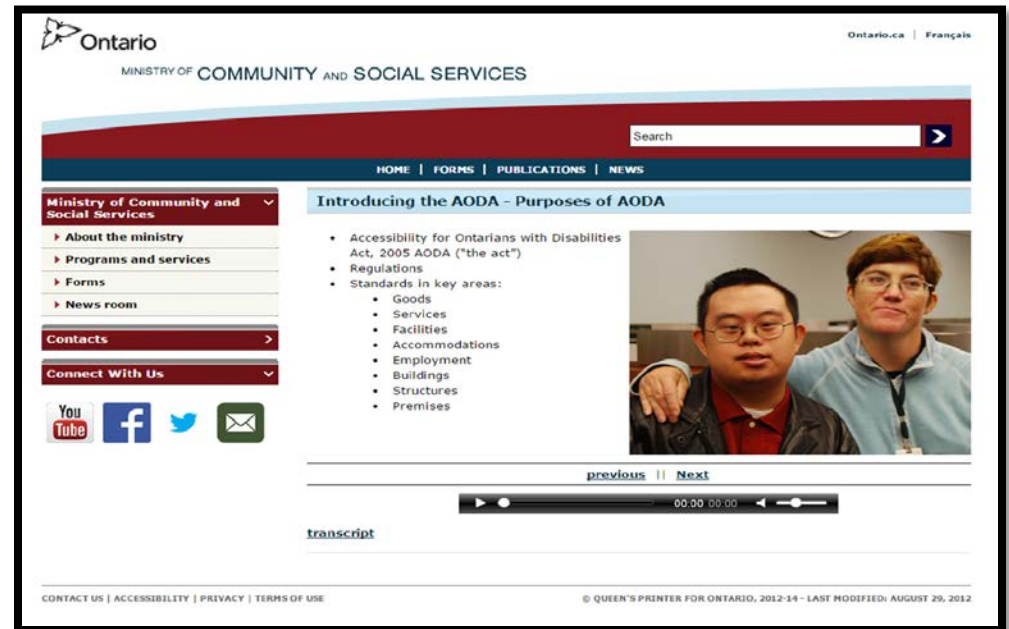 Ontario
Ontario.ca | Français
MINISTRY OF COMMUNITY AND SOCIAL SERVICES
Search
HOME | FORMS | PUBLICATIONS | NEWS
Ministry of Community and
Social Services
About the ministry
Programs and services
Forms
News room
Contacts
Connect With Us
You
Tube
Introducing the AODA - Purposes of AODA
• Accessibility for Ontarians with Disabilities
Act, 2005 AODA ("the act")
• Regulations
• Standards in key areas:
• Goods
• Services
• Facilities
• Accommodations
• Employment
• Buildings
• Structures
• Premises
previous || Next
00:00 00:00
transcript
CONTACT US | ACCESSIBILITY | PRIVACY | TERMS OF USE
© QUEEN'S PRINTER FOR ONTARIO, 2012-14 - LAST MODIFIED: AUGUST 29, 2012